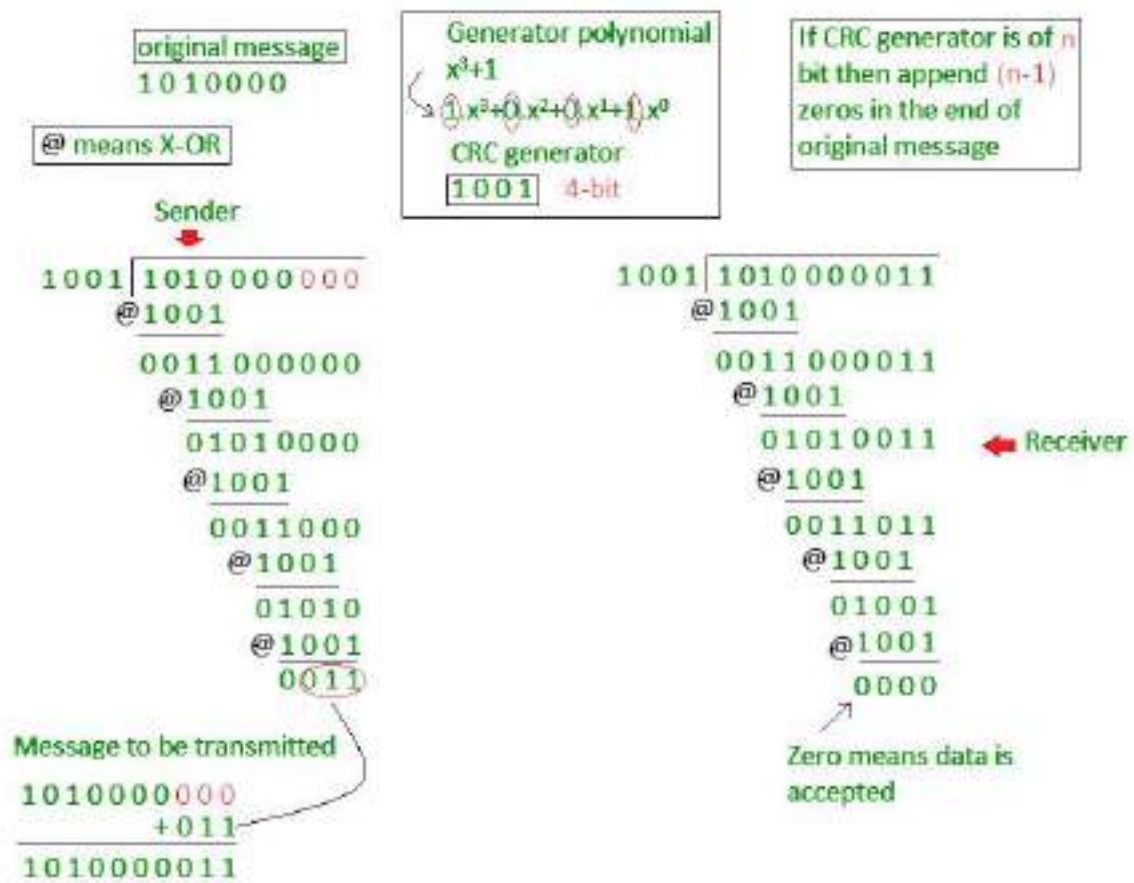 original message
1010000
@ means X-OR
Generator polynomial
x³+1
1.x³+0.x²+0.x¹+1.x⁰
CRC generator
1001 4-bit
If CRC generator is of n
bit then append (n-1)
zeros in the end of
original message
Sender
1001 1010000000
@1001
0011000000
@1001
01010000
@1001
0011000
@1001
01010
@1001
0011
Message to be transmitted
1010000000
+011
1010000011
1001 1010000011
@1001
0011000011
@1001
01010011
@1001
0011011
@1001
01001
@1001
0000
Receiver
Zero means data is
accepted